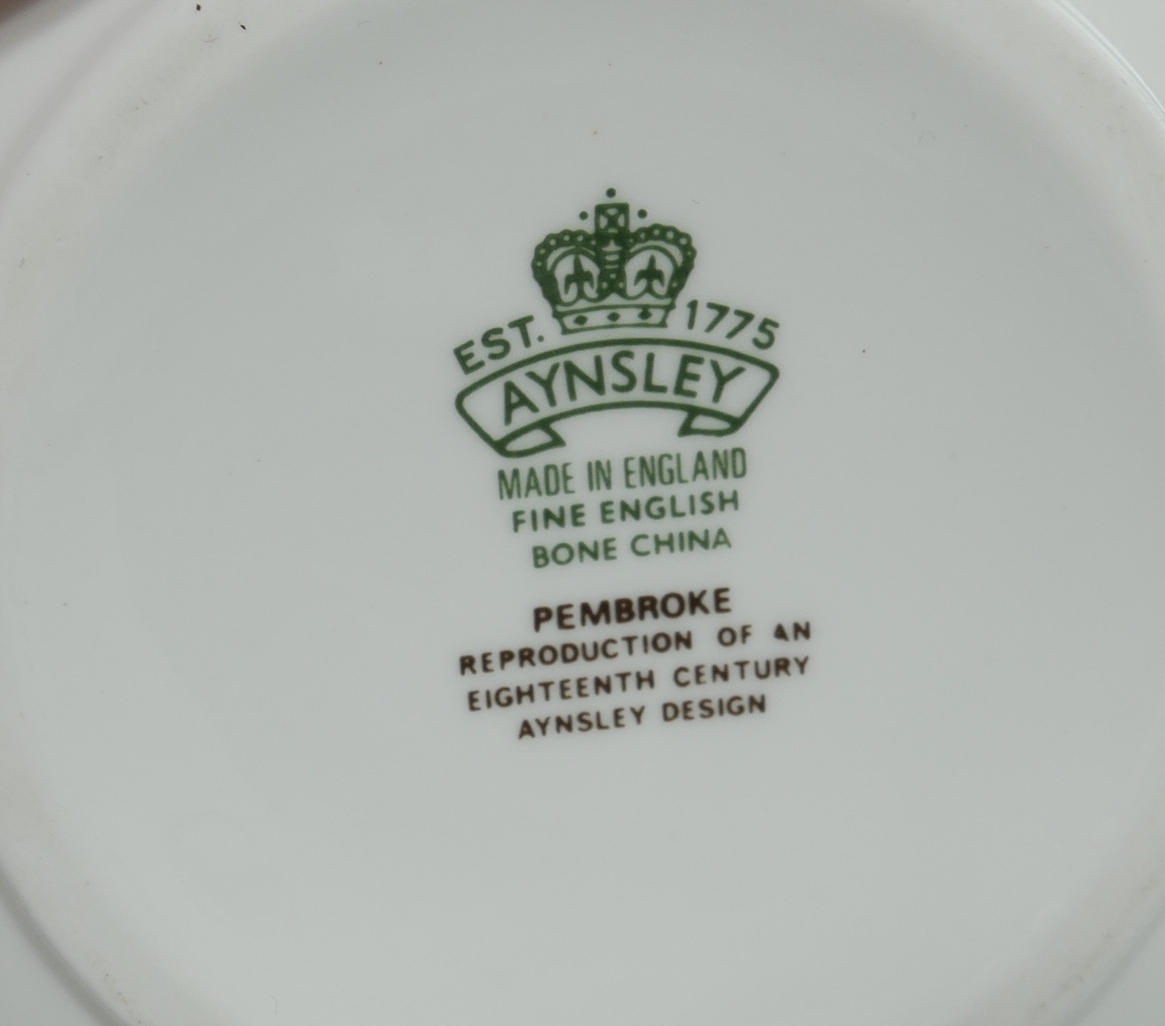 EST. 1775
AYNSLEY
MADE IN ENGLAND
FINE ENGLISH
BONE CHINA
PEMBROKE
REPRODUCTION OF AN
EIGHTEENTH CENTURY
AYNSLEY DESIGN